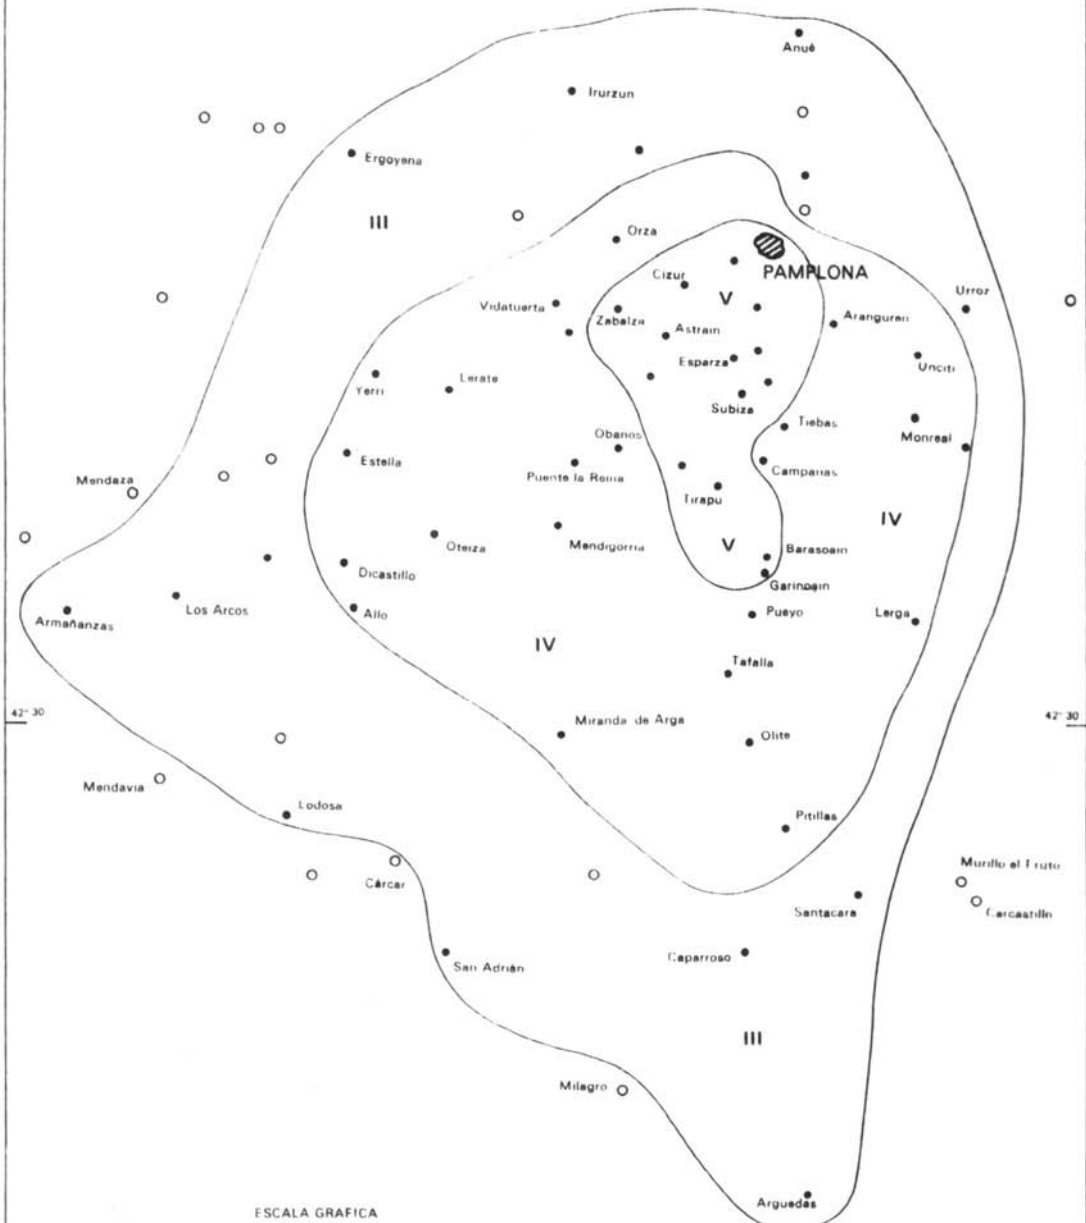 Anué
Irurzun
Ergoyena
III
Orza
PAMPLONA
Cizur
V
Urroz
Vidaturta
Zabalza
Astrain
Aranguren
Esparza
Unciti
Yerri
Lerate
Subiza
Obanos
Tiebas
Monreal
Estella
Puente la Reina
Campanas
Mendaza
Tirapu
IV
Oteiza
Mendigorria
V
Barasoain
Dicastillo
Garinoain
Los Arcos
Allo
Pueyo
Lerga
Armañanzas
IV
Tafalla
42° 30
42° 30
Miranda de Arga
Olite
Mendavia
Lodosa
Pitillas
Murillo el Fruto
Cárcar
Santacara
Carcastillo
San Adrián
Caparroso
III
Milagro
Arguedas
ESCALA GRAFICA